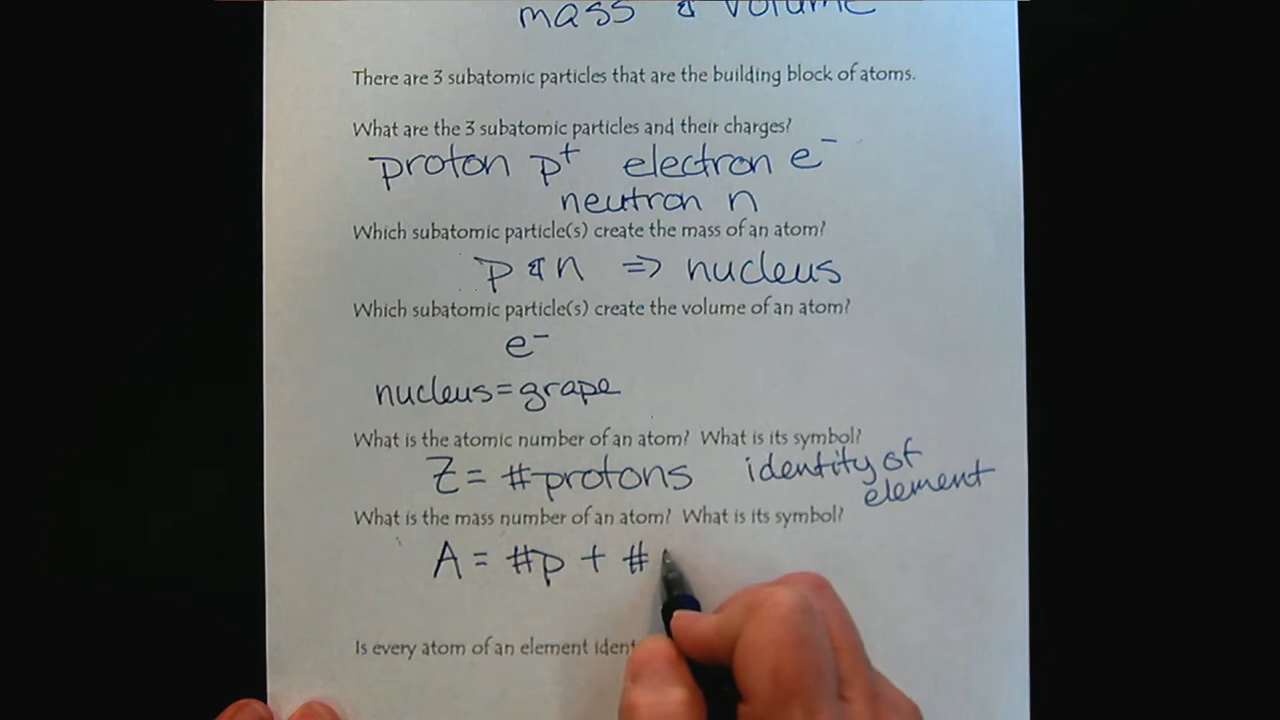 mass & volume
There are 3 subatomic particles that are the building block of atoms.
What are the 3 subatomic particles and their charges?
proton p⁺ electron e⁻
neutron n
Which subatomic particle(s) create the mass of an atom?
p & n ⇒ nucleus
Which subatomic particle(s) create the volume of an atom?
e⁻
nucleus = grape
What is the atomic number of an atom? What is its symbol?
Z = #protons identity of
element
What is the mass number of an atom? What is its symbol?
A = #p + #
Is every atom of an element ident